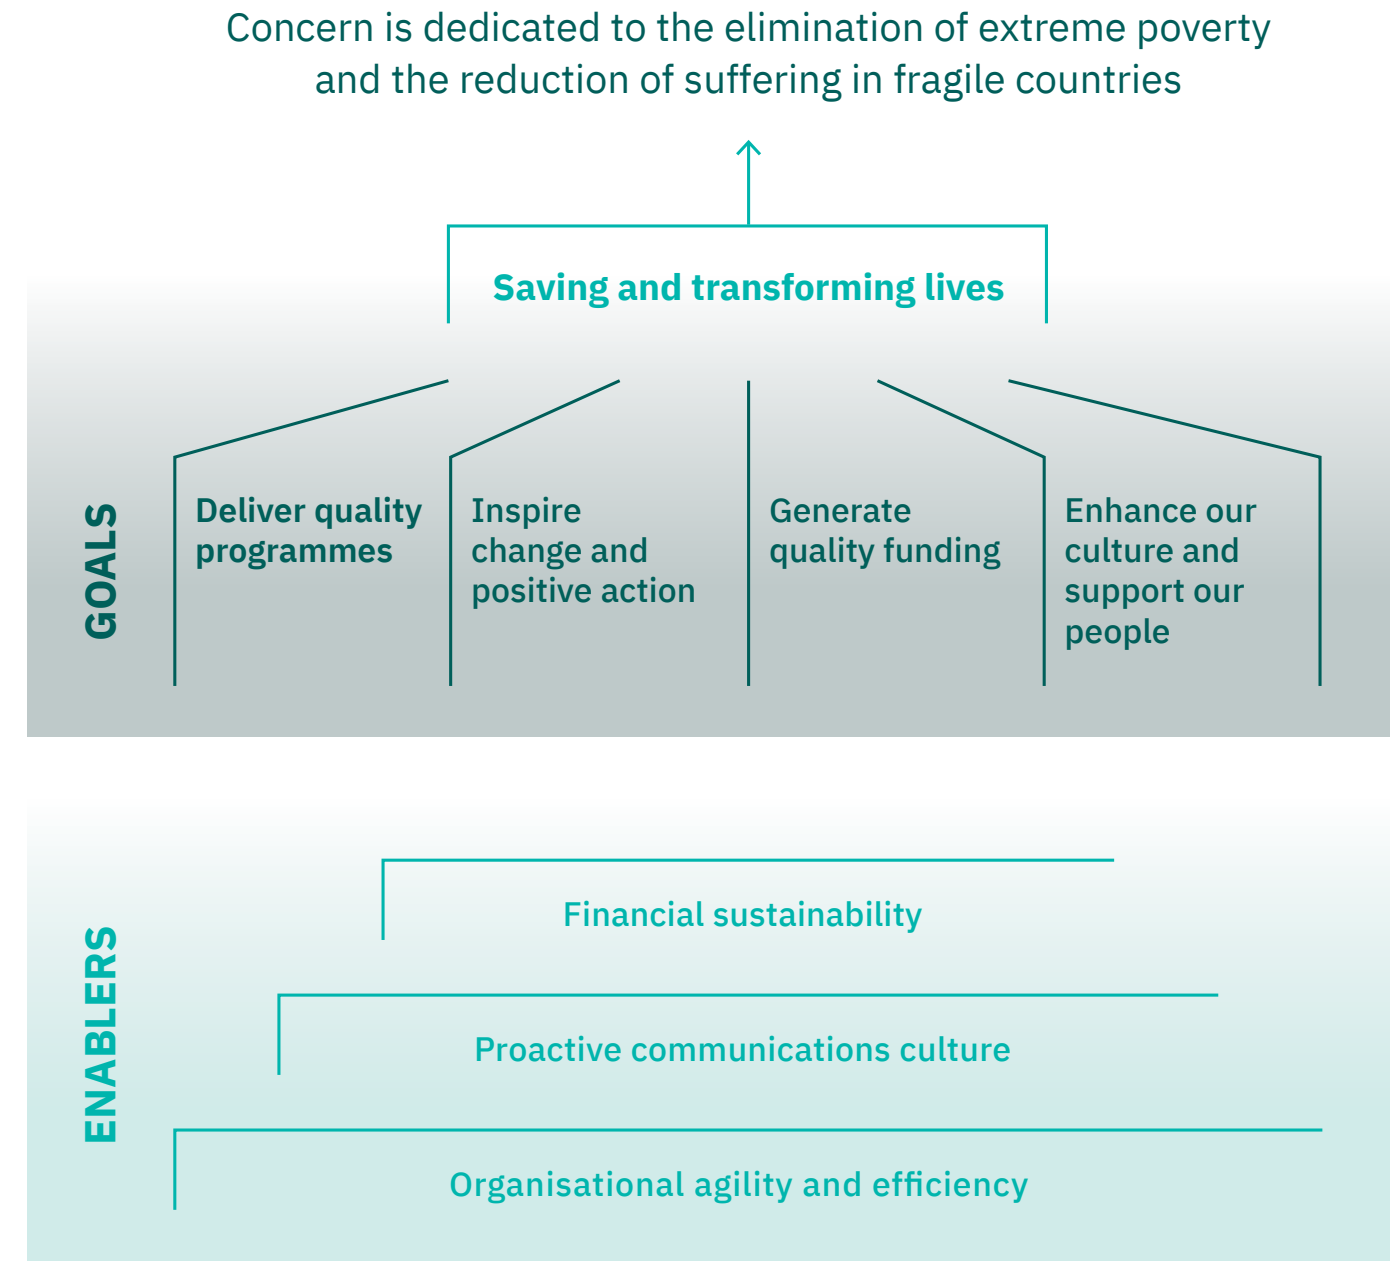 Concern is dedicated to the elimination of extreme poverty
and the reduction of suffering in fragile countries
Saving and transforming lives
GOALS
Deliver quality
programmes
Inspire
change and
positive action
Generate
quality funding
Enhance our
culture and
support our
people
ENABLERS
Financial sustainability
Proactive communications culture
Organisational agility and efficiency